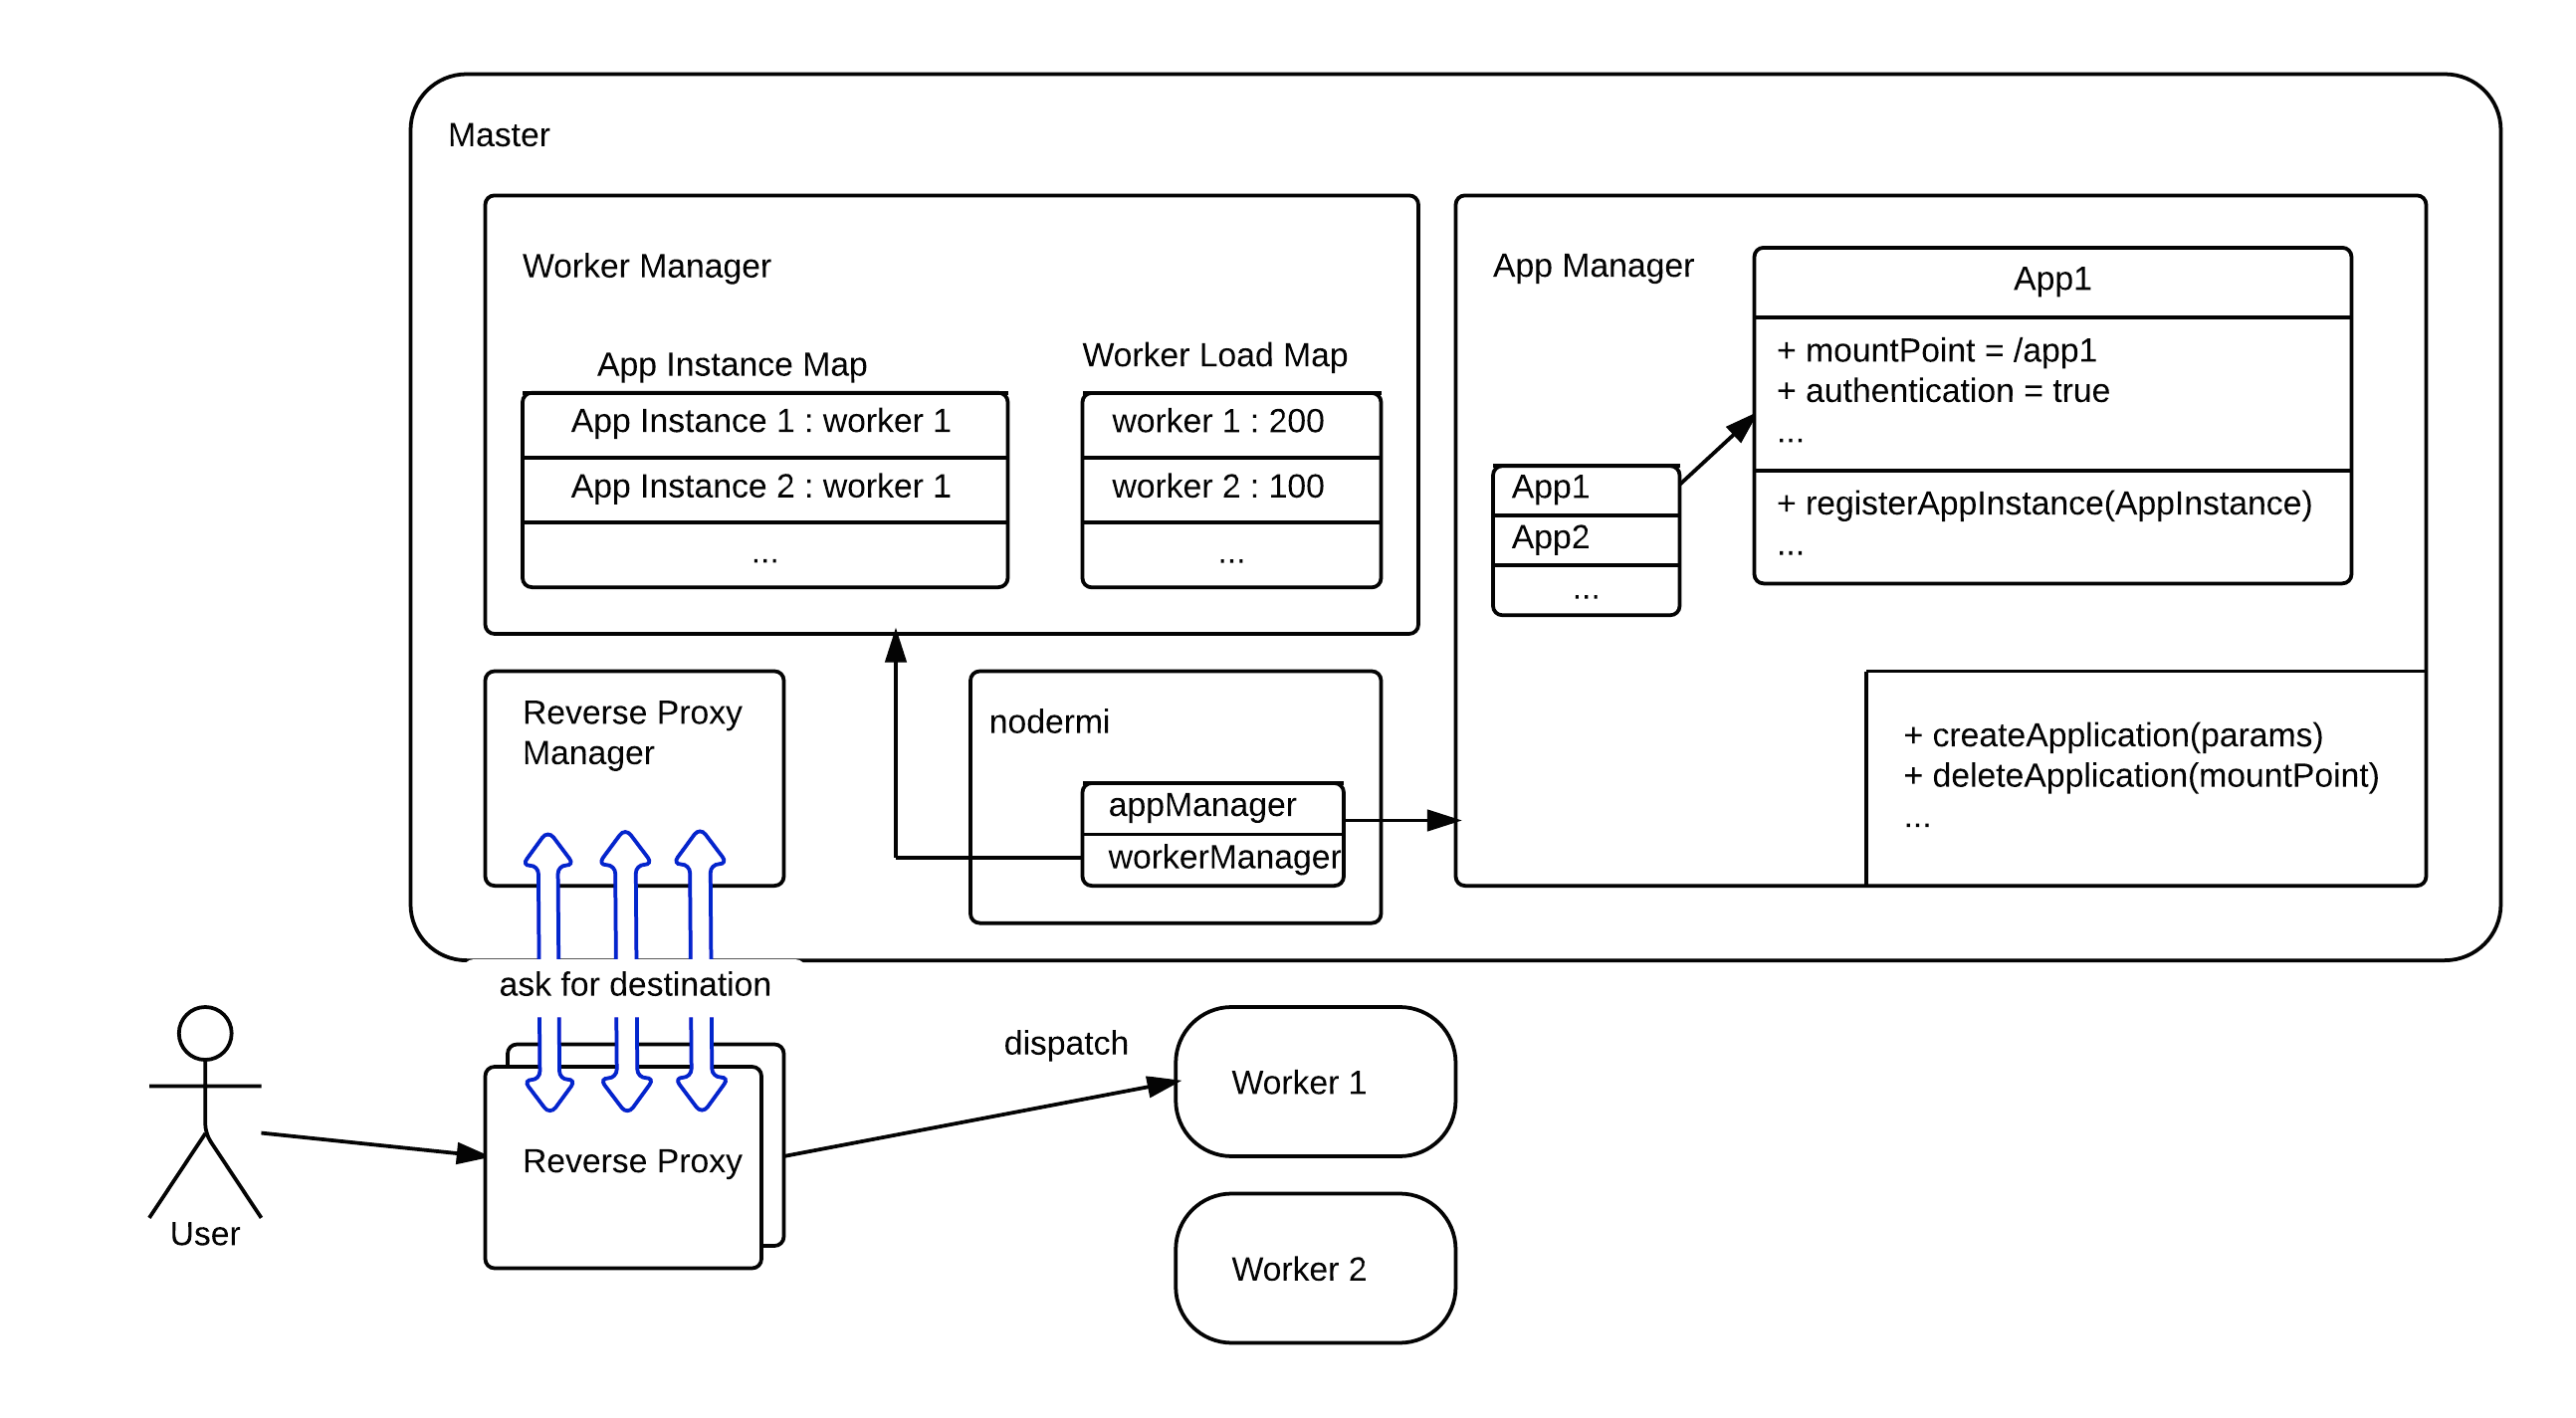 Master
Worker Manager
App Instance Map
App Instance 1 : worker 1
App Instance 2 : worker 1
...
Worker Load Map
worker 1 : 200
worker 2 : 100
...
App Manager
App1
App2
...
App1
+ mountPoint = /app1
+ authentication = true
...
+ registerAppInstance(AppInstance)
...
+ createApplication(params)
+ deleteApplication(mountPoint)
...
Reverse Proxy
Manager
nodermi
appManager
workerManager
ask for destination
User
Reverse Proxy
dispatch
Worker 1
Worker 2